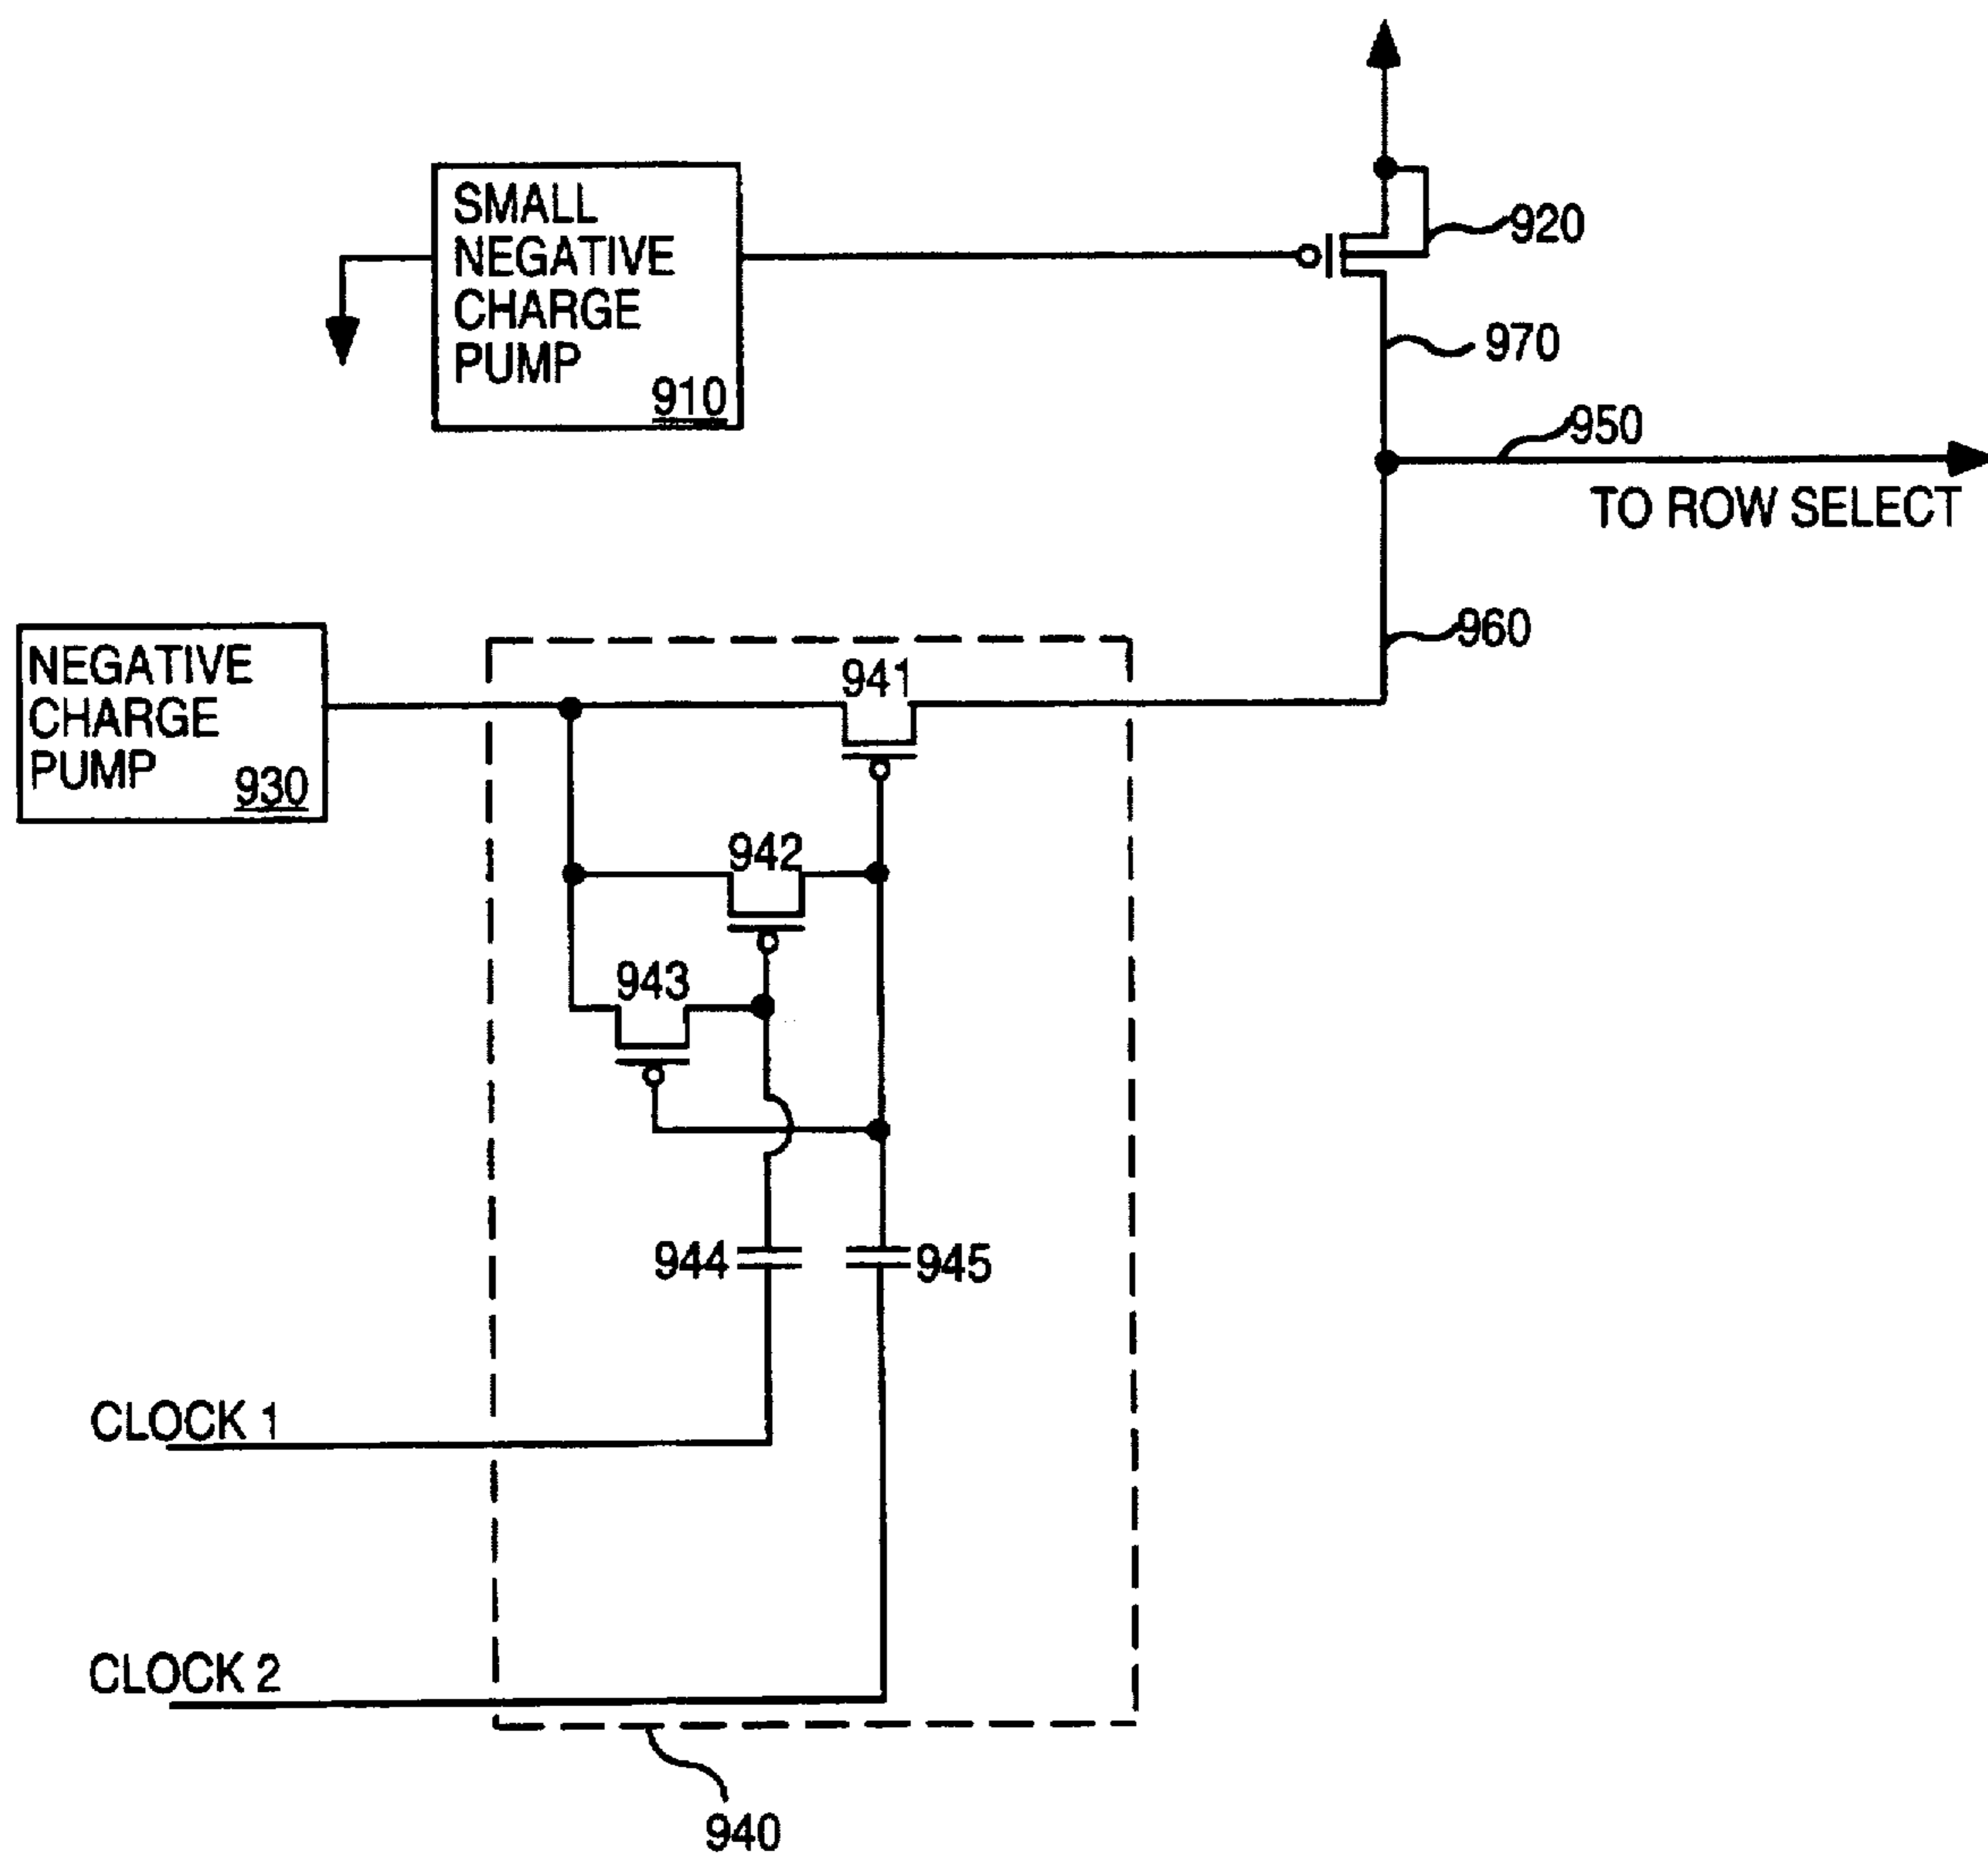 SMALL
NEGATIVE
CHARGE
PUMP
910
920
970
950
TO ROW SELECT
960
NEGATIVE
CHARGE
PUMP
930
941
942
943
944
945
CLOCK 1
CLOCK 2
940